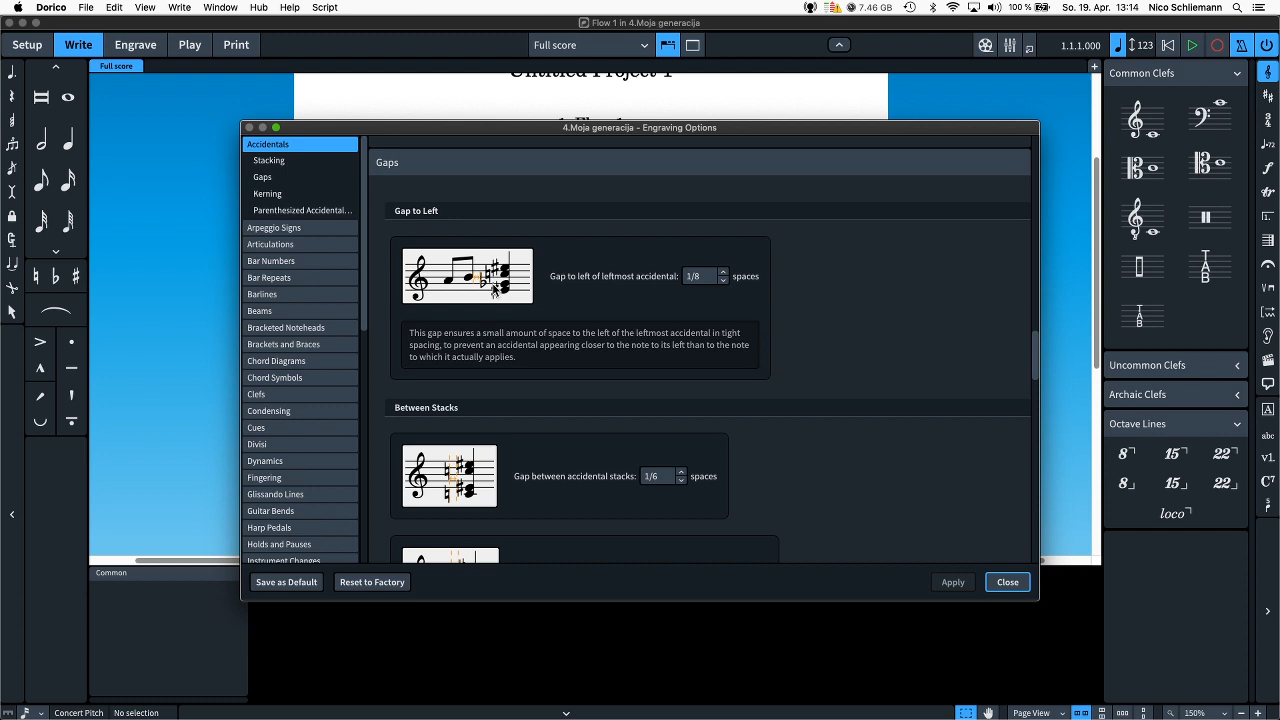 Dorico File Edit View Write Window Hub Help Script 7.46 GB 100 % So. 19. Apr. 13:14 Nico Schliemann
Flow 1 in 4.Moja generacija
Setup Write Engrave Play Print Full score 123 1.1.1.000
Full score
Untitled Project 1
Common Clefs
4.Moja generacija - Engraving Options
Accidentals
Stacking
Gaps
Kerning
Parenthesized Accidental...
Arpeggio Signs
Articulations
Bar Numbers
Bar Repeats
Barlines
Beams
Bracketed Noteheads
Brackets and Braces
Chord Diagrams
Chord Symbols
Clefs
Condensing
Cues
Divisi
Dynamics
Fingering
Glissando Lines
Guitar Bends
Harp Pedals
Holds and Pauses
Instrument Changes
Gaps
Gap to Left
Gap to left of leftmost accidental: 1/8 spaces
This gap ensures a small amount of space to the left of the leftmost accidental in tight
spacing, to prevent an accidental appearing closer to the note to its left than to the note
to which it actually applies.
Between Stacks
Gap between accidental stacks: 1/6 spaces
Save as Default Reset to Factory Apply Close
Uncommon Clefs
Archaic Clefs
Octave Lines
8 15 22
8 15 22
loco
Common
Concert Pitch No selection Page View 150%